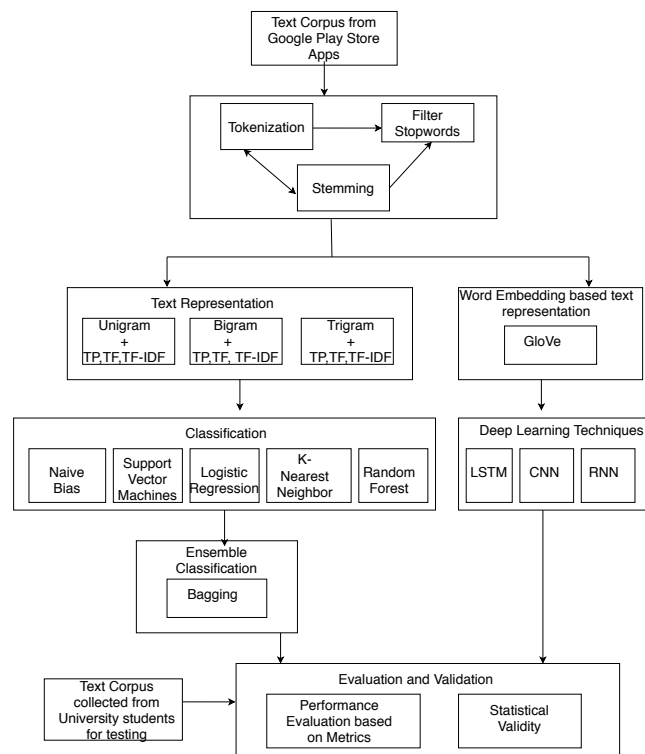 Text Corpus from
Google Play Store
Apps
Tokenization
Filter
Stopwords
Stemming
Text Representation
Unigram
+
TP,TF,TF-IDF
Bigram
+
TP,TF, TF-IDF
Trigram
+
TP,TF,TF-IDF
Word Embedding based text
representation
GloVe
Classification
Naive
Bias
Support
Vector
Machines
Logistic
Regression
K-
Nearest
Neighbor
Random
Forest
Deep Learning Techniques
LSTM
CNN
RNN
Ensemble
Classification
Bagging
Text Corpus
collected from
University students
for testing
Evaluation and Validation
Performance
Evaluation based
on Metrics
Statistical
Validity